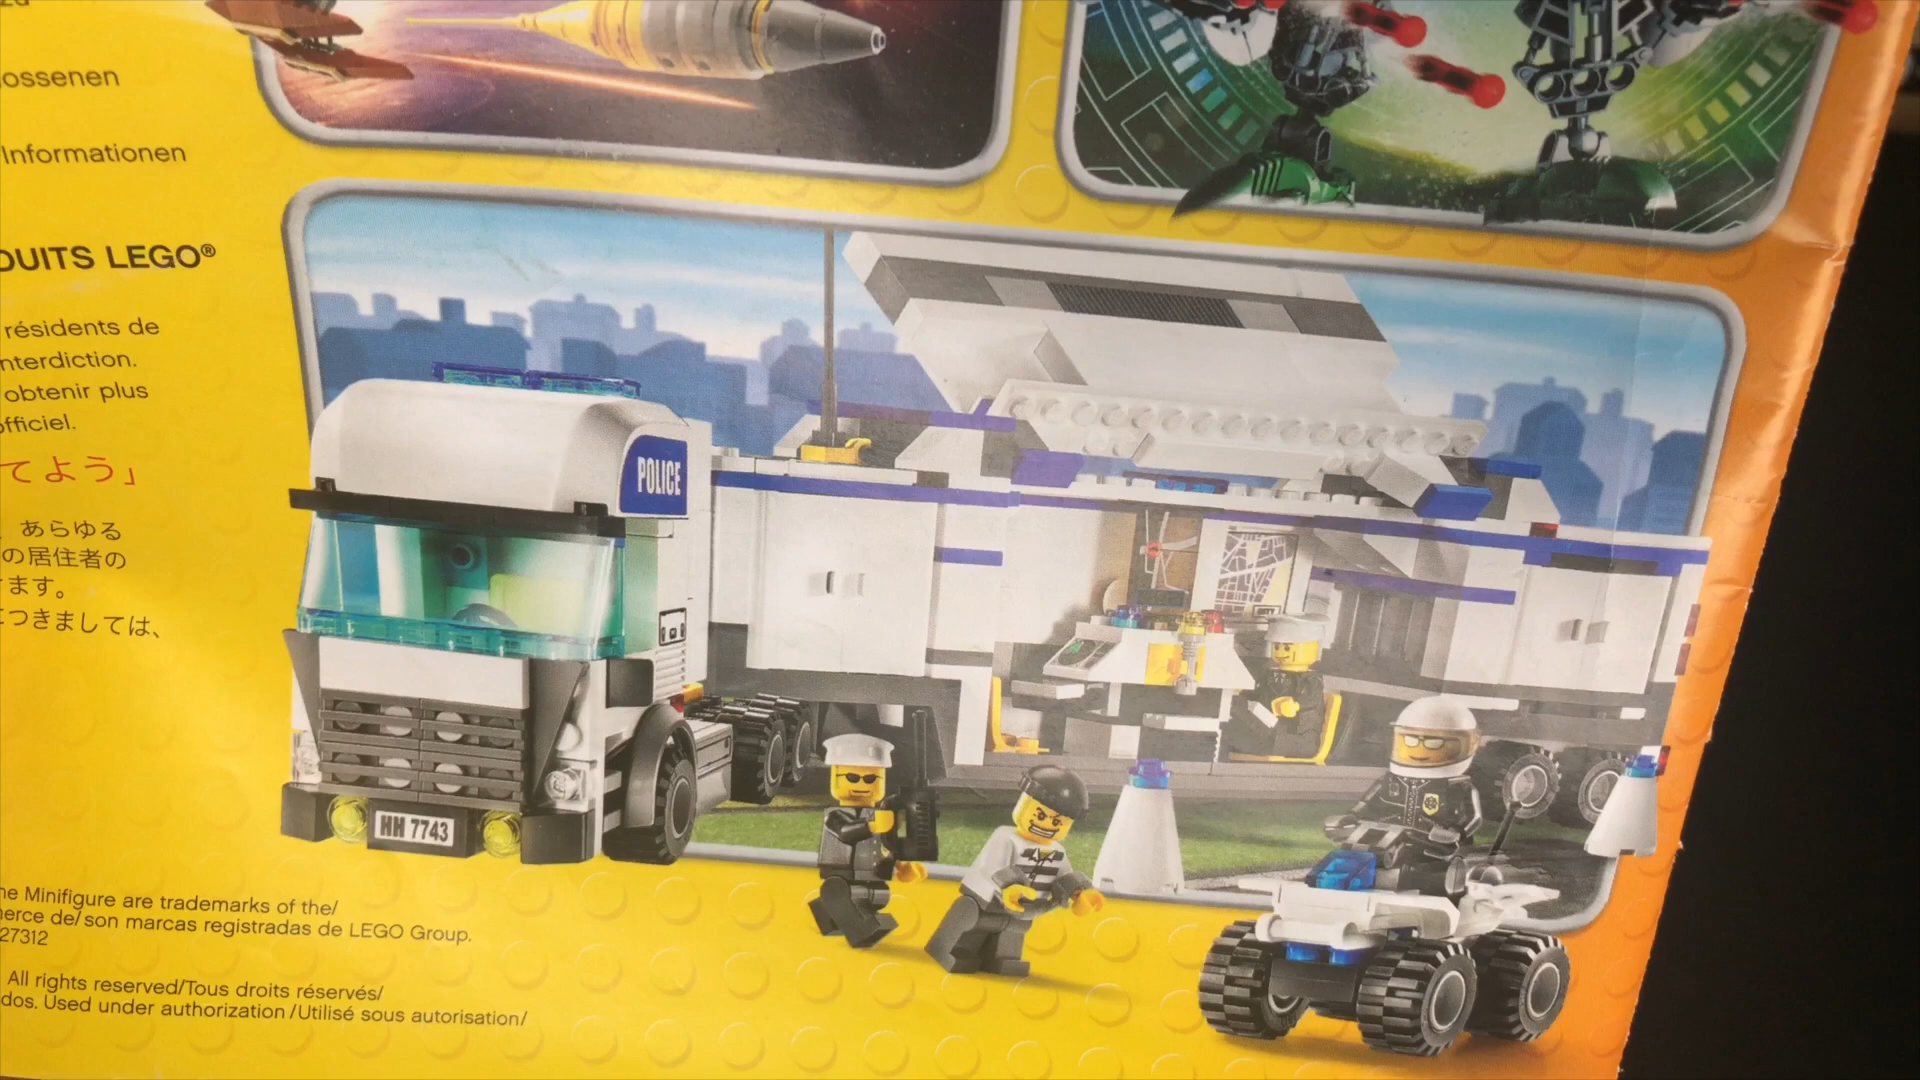 ossenen
Informationen
DUITS LEGO®
résidents de
nterdiction.
obtenir plus
officiel.
てよう」
、あらゆる
の居住者の
ます。
につきましては、
POLICE
HH 7743
he Minifigure are trademarks of the/
merce de/son marcas registradas de LEGO Group.
27312
All rights reserved/Tous droits réservés/
dos. Used under authorization/Utilisé sous autorisation/